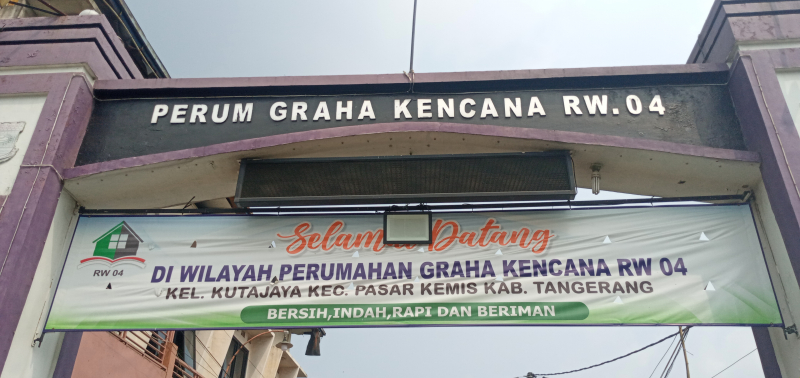 PERUM GRAHA KENCANA RW.04
Selamat Datang
RW 04
DI WILAYAH,PERUMAHAN GRAHA KENCANA RW 04
KEL. KUTAJAYA KEC. PASAR KEMIS KAB. TANGERANG
BERSIH,INDAH,RAPI DAN BERIMAN